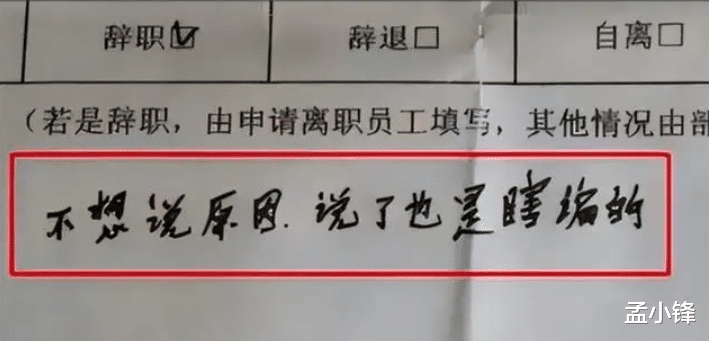 辞职☑ 辞退□ 自离□
（若是辞职，由申请离职员工填写，其他情况由部
不想说原因.说了也是瞎编的
孟小锋